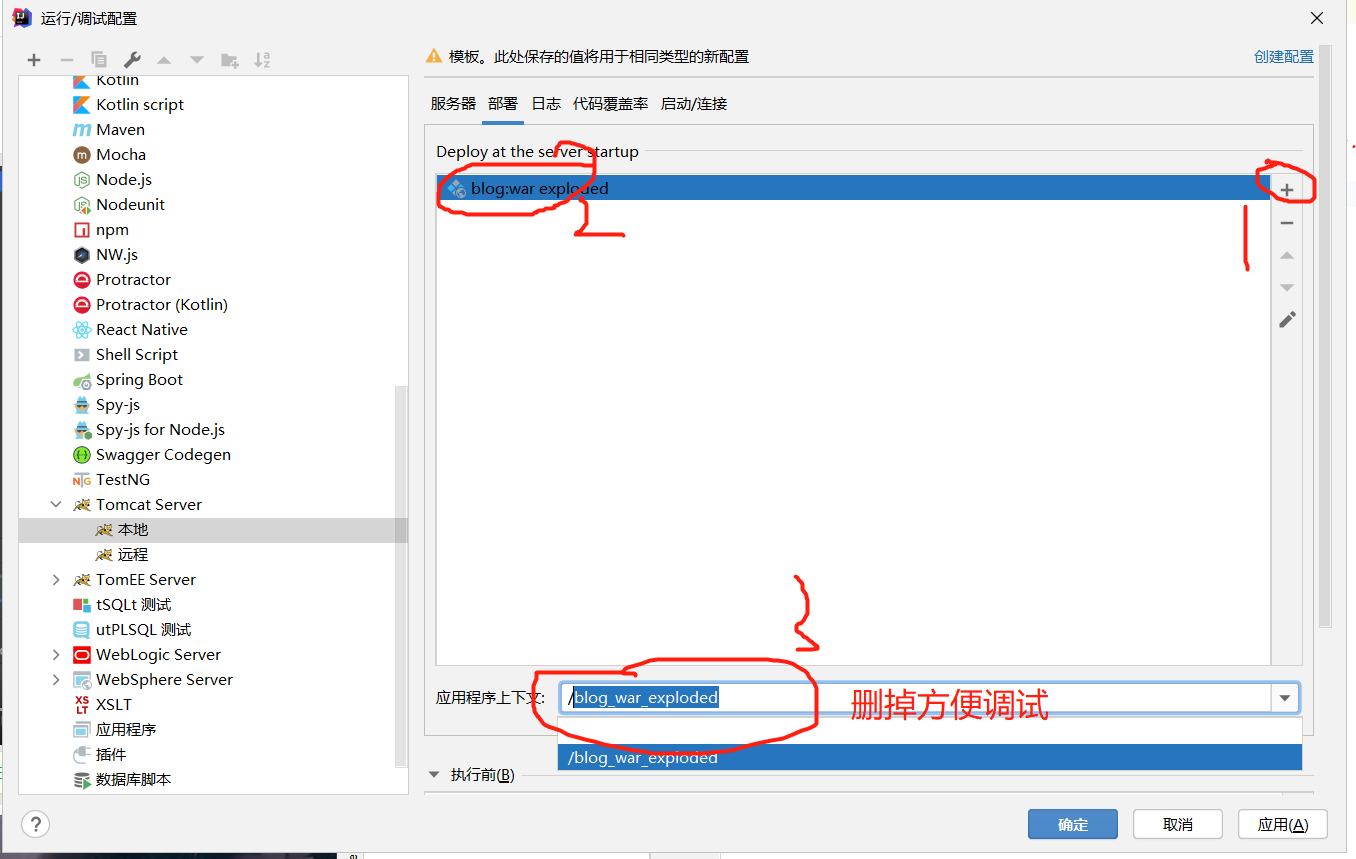 运行/调试配置
模板。此处保存的值将用于相同类型的新配置
创建配置
Kotlin
Kotlin script
Maven
Mocha
Node.js
Nodeunit
npm
NW.js
Protractor
Protractor (Kotlin)
React Native
Shell Script
Spring Boot
Spy-js
Spy-js for Node.js
Swagger Codegen
TestNG
Tomcat Server
本地
远程
TomEE Server
tSQLt 测试
utPLSQL 测试
WebLogic Server
WebSphere Server
XSLT
应用程序
插件
数据库脚本
服务器 部署 日志 代码覆盖率 启动/连接
Deploy at the server startup
blog:war exploded
1
2
3
应用程序上下文: /blog_war_exploded
删掉方便调试
/blog_war_exploded
执行前(B)
? 确定 取消 应用(A)